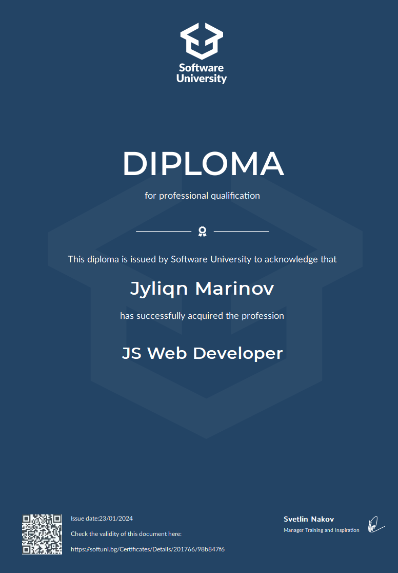 Software
University
DIPLOMA
for professional qualification
This diploma is issued by Software University to acknowledge that
Jyliqn Marinov
has successfully acquired the profession
JS Web Developer
Issue date:23/01/2024
Check the validity of this document here:
https://softuni.bg/Certificates/Details/201766/98b847f6
Svetlin Nakov
Manager Training and Inspiration